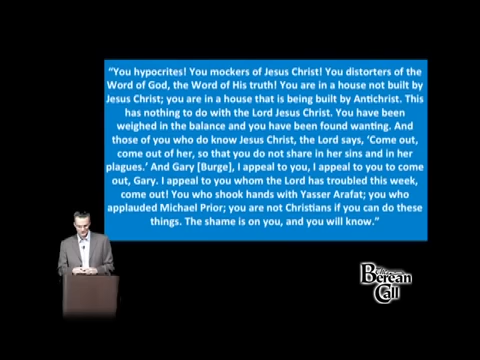 “You hypocrites! You mockers of Jesus Christ! You distorters of the
Word of God, the Word of His truth! You are in a house not built by
Jesus Christ; you are in a house that is being built by Antichrist. This
has nothing to do with the Lord Jesus Christ. You have been
weighed in the balance and you have been found wanting. And
those of you who do know Jesus Christ, the Lord says, ‘Come out,
come out of her, so that you do not share in her sins and in her
plagues.’ And Gary [Burge], I appeal to you, I appeal to you to come
out, Gary. I appeal to you whom the Lord has troubled this week,
come out! You who shook hands with Yasser Arafat; you who
applauded Michael Prior; you are not Christians if you can do these
things. The shame is on you, and you will know.”
The
Berean
Call